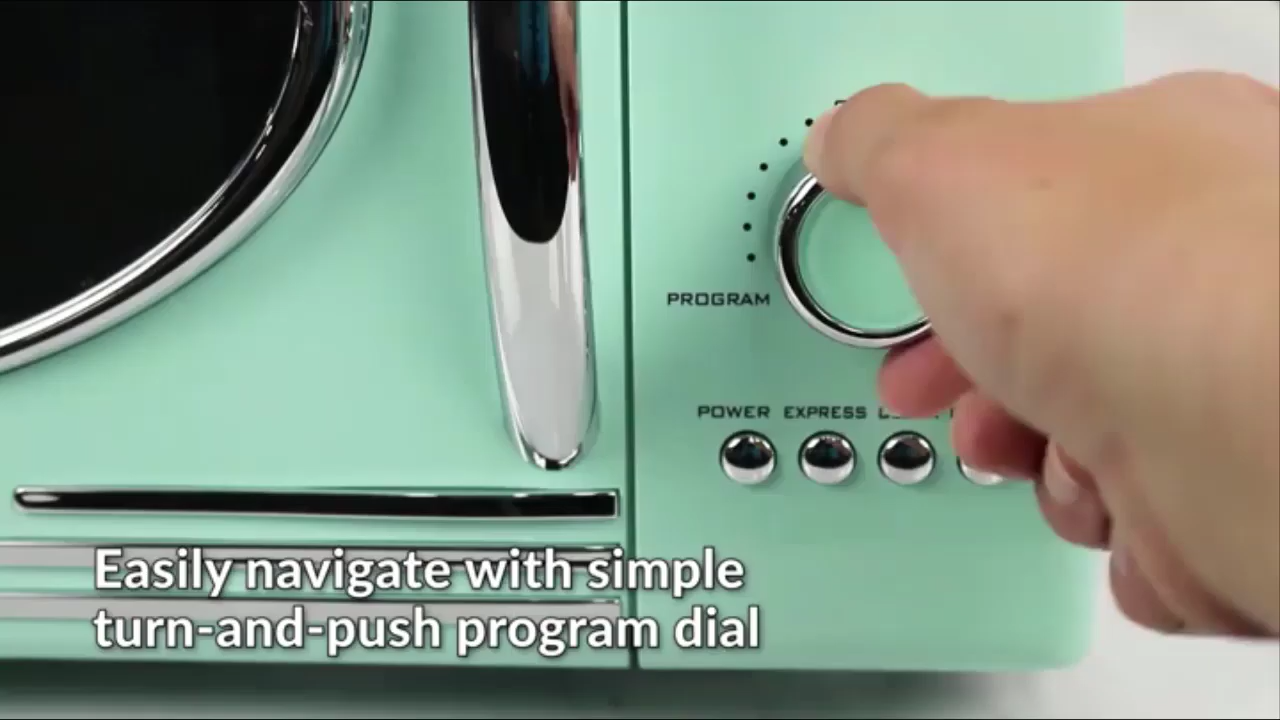 PROGRAM
POWER EXPRESS
Easily navigate with simple
turn-and-push program dial